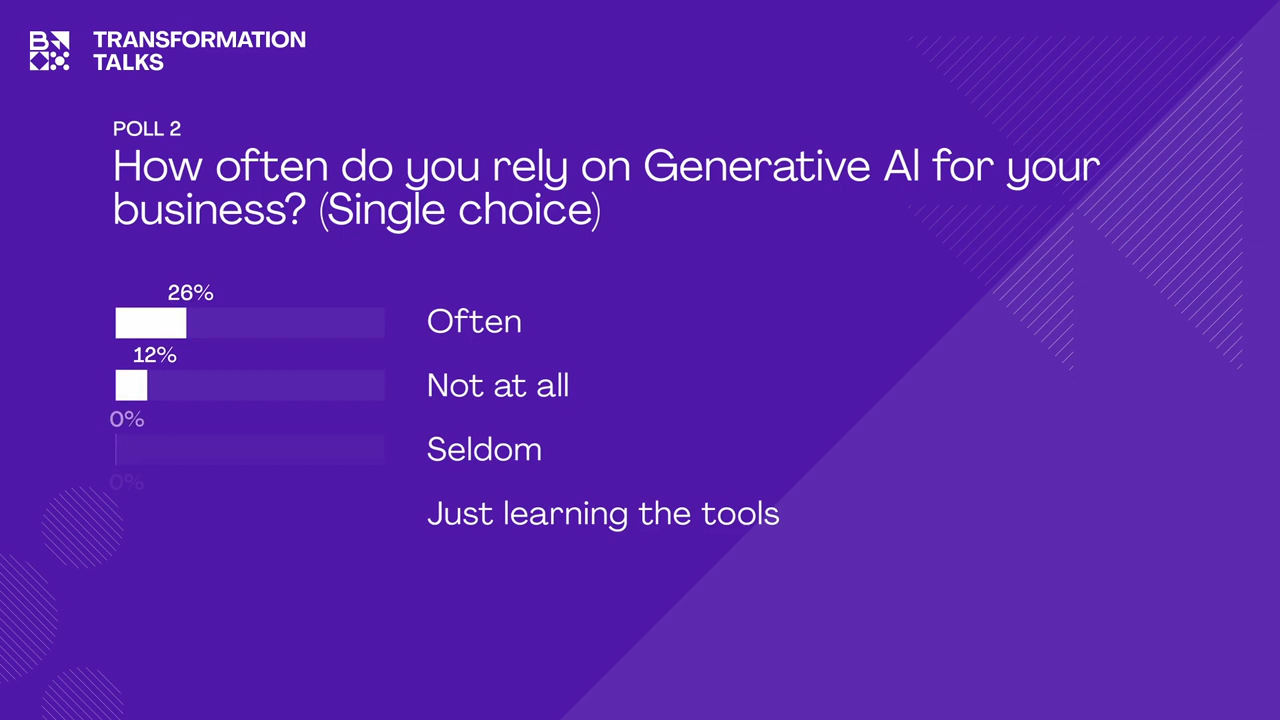 TRANSFORMATION
TALKS
POLL 2
How often do you rely on Generative AI for your
business? (Single choice)
26%
Often
12%
Not at all
0%
Seldom
0%
Just learning the tools